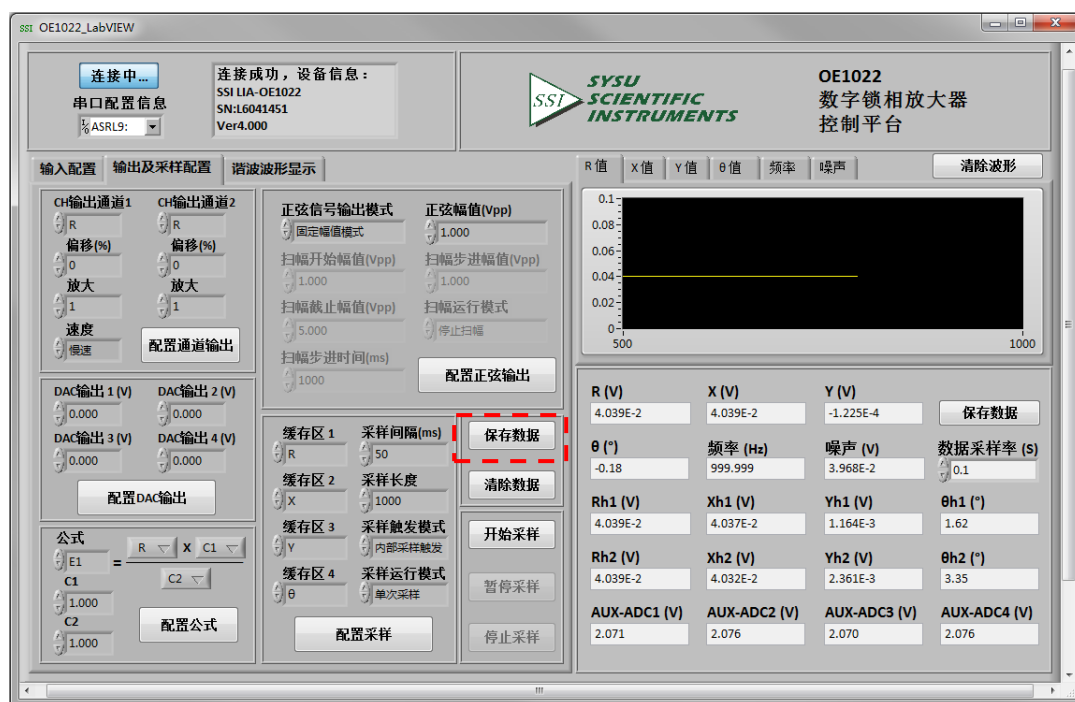 SSI OE1022_LabVIEW
连接中...
串口配置信息
ASRL9:
连接成功，设备信息：
SSI LIA-OE1022
SN:L6041451
Ver4.000
SSI
SYSU
SCIENTIFIC
INSTRUMENTS
OE1022
数字锁相放大器
控制平台
输入配置 输出及采样配置 谐波波形显示
CH输出通道1 CH输出通道2
R R
偏移(%) 偏移(%)
0 0
放大 放大
1 1
速度
慢速
配置通道输出
DAC输出 1 (V) DAC输出 2 (V)
0.000 0.000
DAC输出 3 (V) DAC输出 4 (V)
0.000 0.000
配置DAC输出
公式
E1 = R X C1
C2
C1
1.000
C2
1.000
配置公式
正弦信号输出模式 正弦幅值(Vpp)
固定幅值模式 1.000
扫幅开始幅值(Vpp) 扫幅步进幅值(Vpp)
1.000 1.000
扫幅截止幅值(Vpp) 扫幅运行模式
5.000 停止扫幅
扫幅步进时间(ms)
1000
配置正弦输出
缓存区 1 采样间隔(ms)
R 50
缓存区 2 采样长度
X 1000
缓存区 3 采样触发模式
Y 内部采样触发
缓存区 4 采样运行模式
θ 单次采样
配置采样
保存数据
清除数据
开始采样
暂停采样
停止采样
R值 X值 Y值 θ值 频率 噪声
清除波形
0.1
0.08
0.06
0.04
0.02
0
500 1000
R (V) X (V) Y (V)
4.039E-2 4.039E-2 -1.225E-4 保存数据
θ (°) 频率 (Hz) 噪声 (V) 数据采样率 (S)
-0.18 999.999 3.968E-2 0.1
Rh1 (V) Xh1 (V) Yh1 (V) θh1 (°)
4.039E-2 4.037E-2 1.164E-3 1.62
Rh2 (V) Xh2 (V) Yh2 (V) θh2 (°)
4.039E-2 4.032E-2 2.361E-3 3.35
AUX-ADC1 (V) AUX-ADC2 (V) AUX-ADC3 (V) AUX-ADC4 (V)
2.071 2.076 2.070 2.076